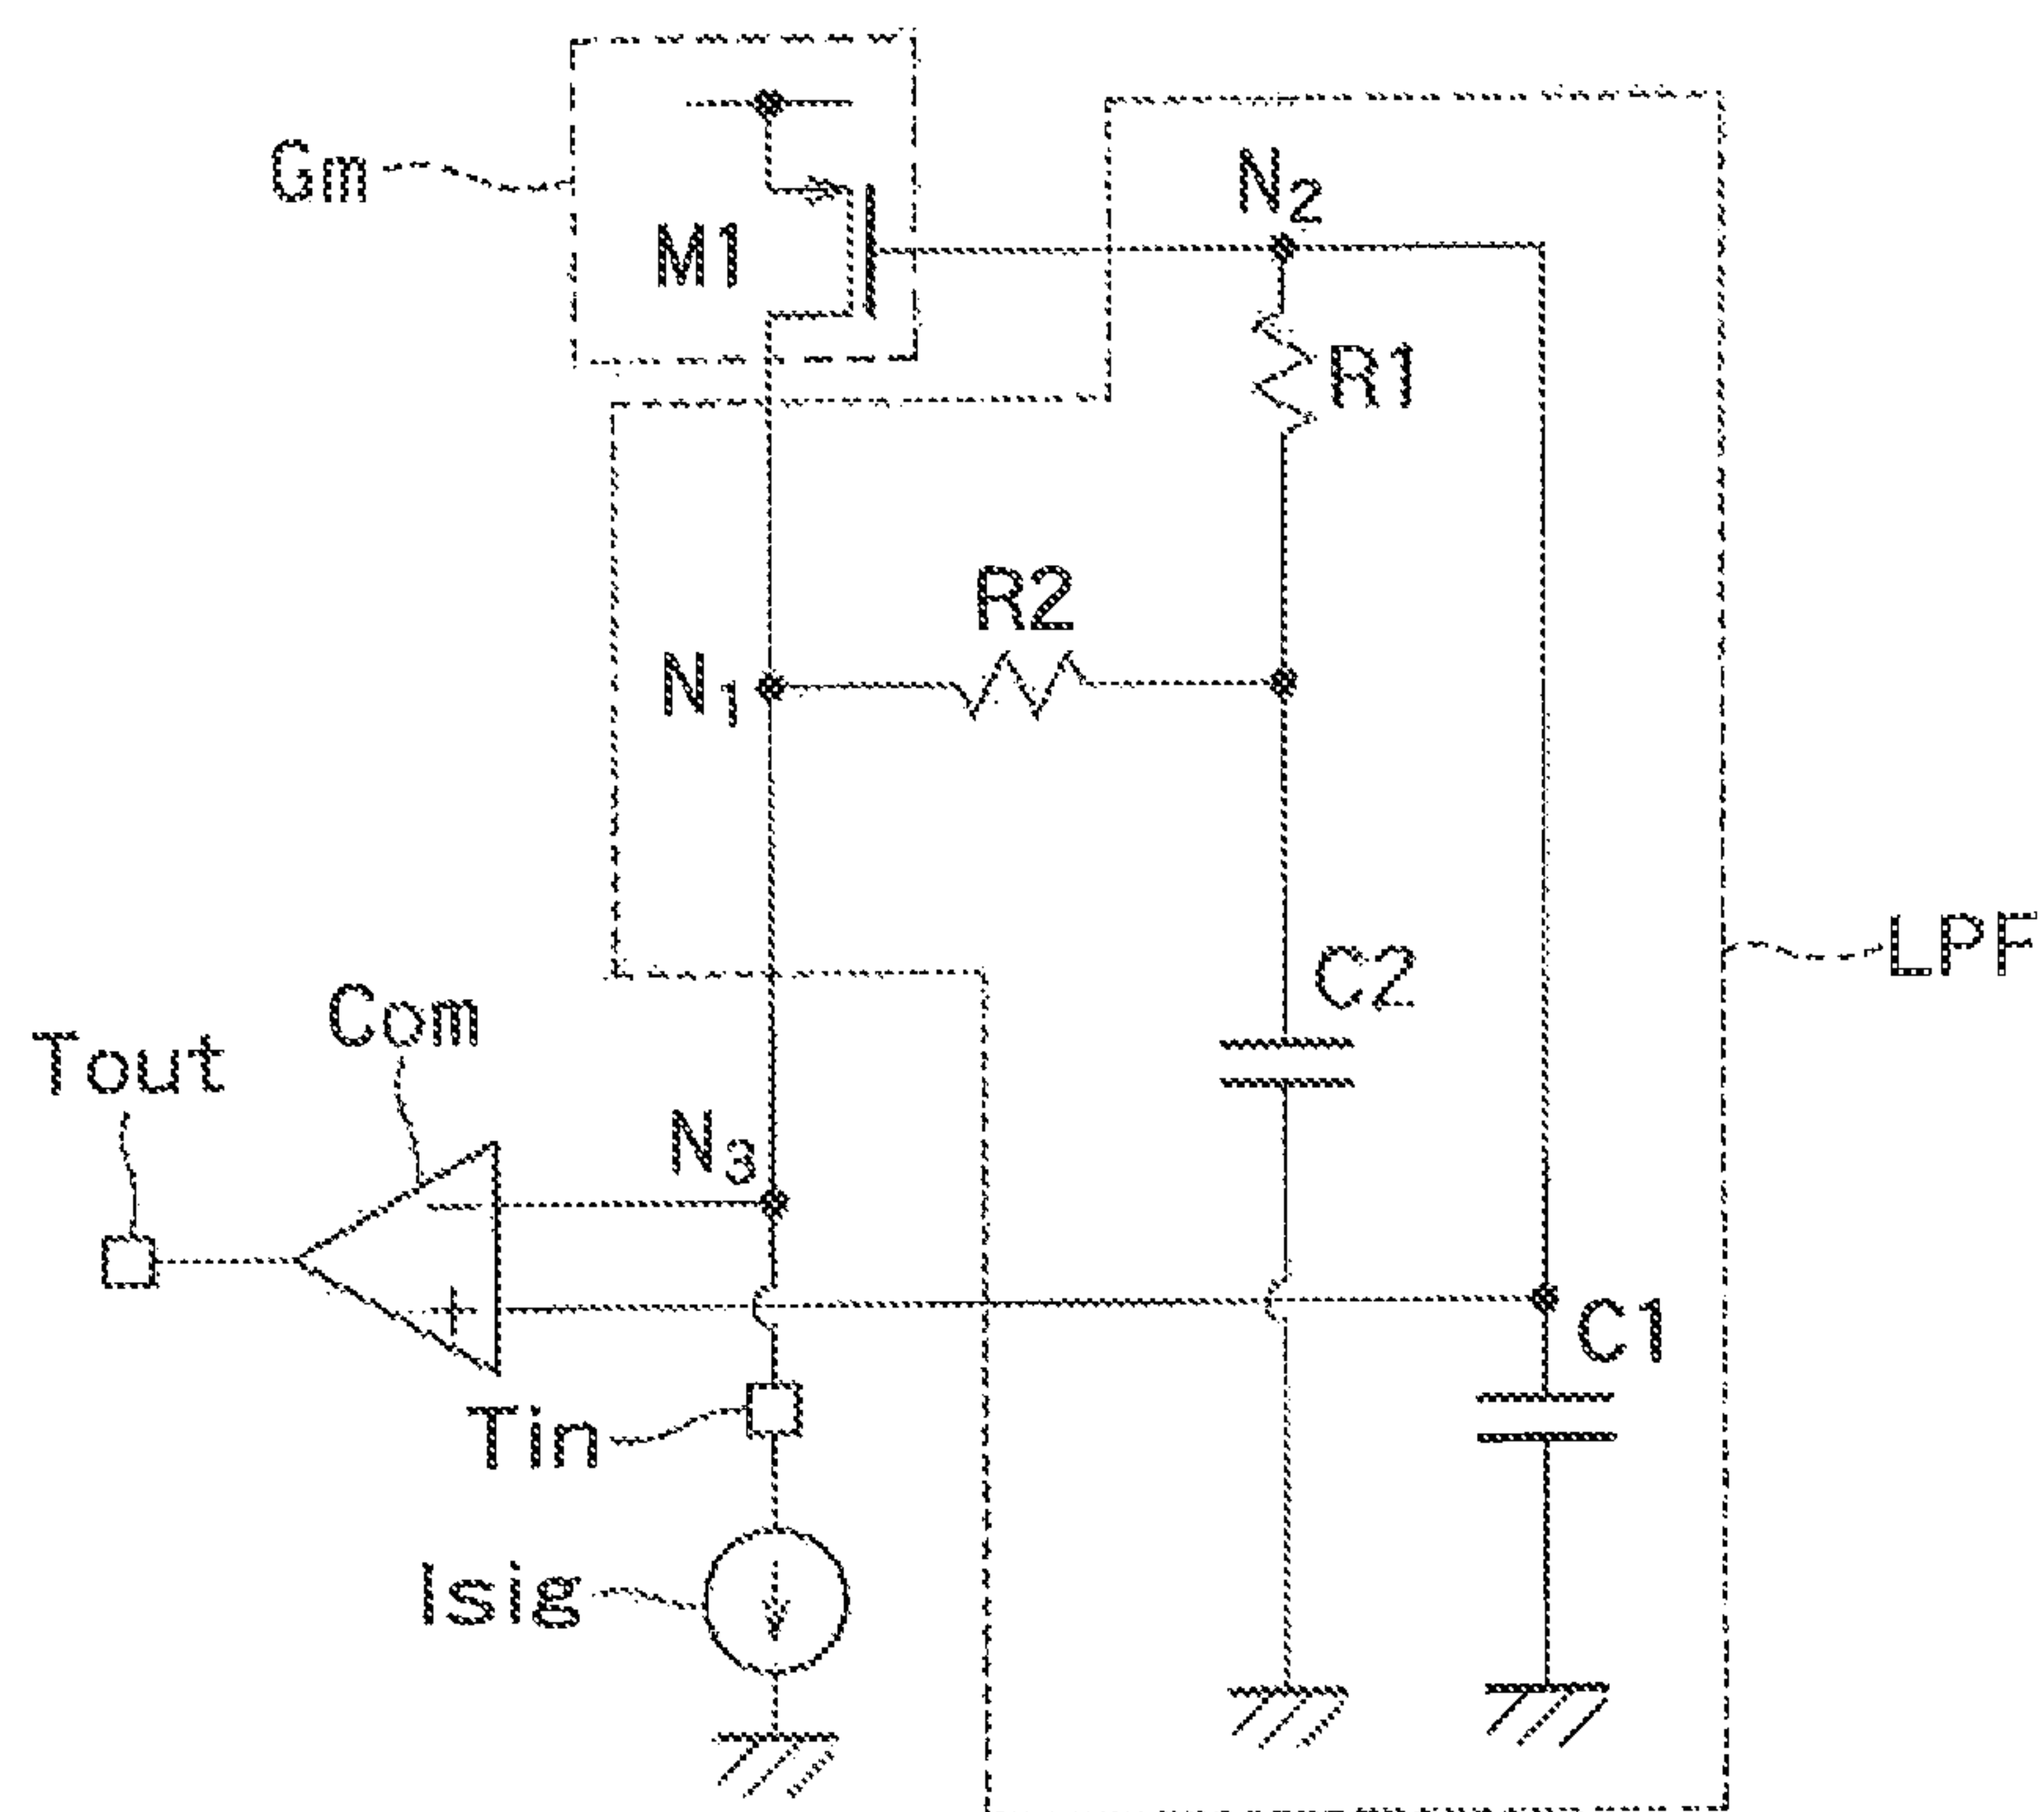 Gm
M1
N2
R1
R2
N1
LPF
C2
Com
Tout
N3
−
+
C1
Tin
Isig